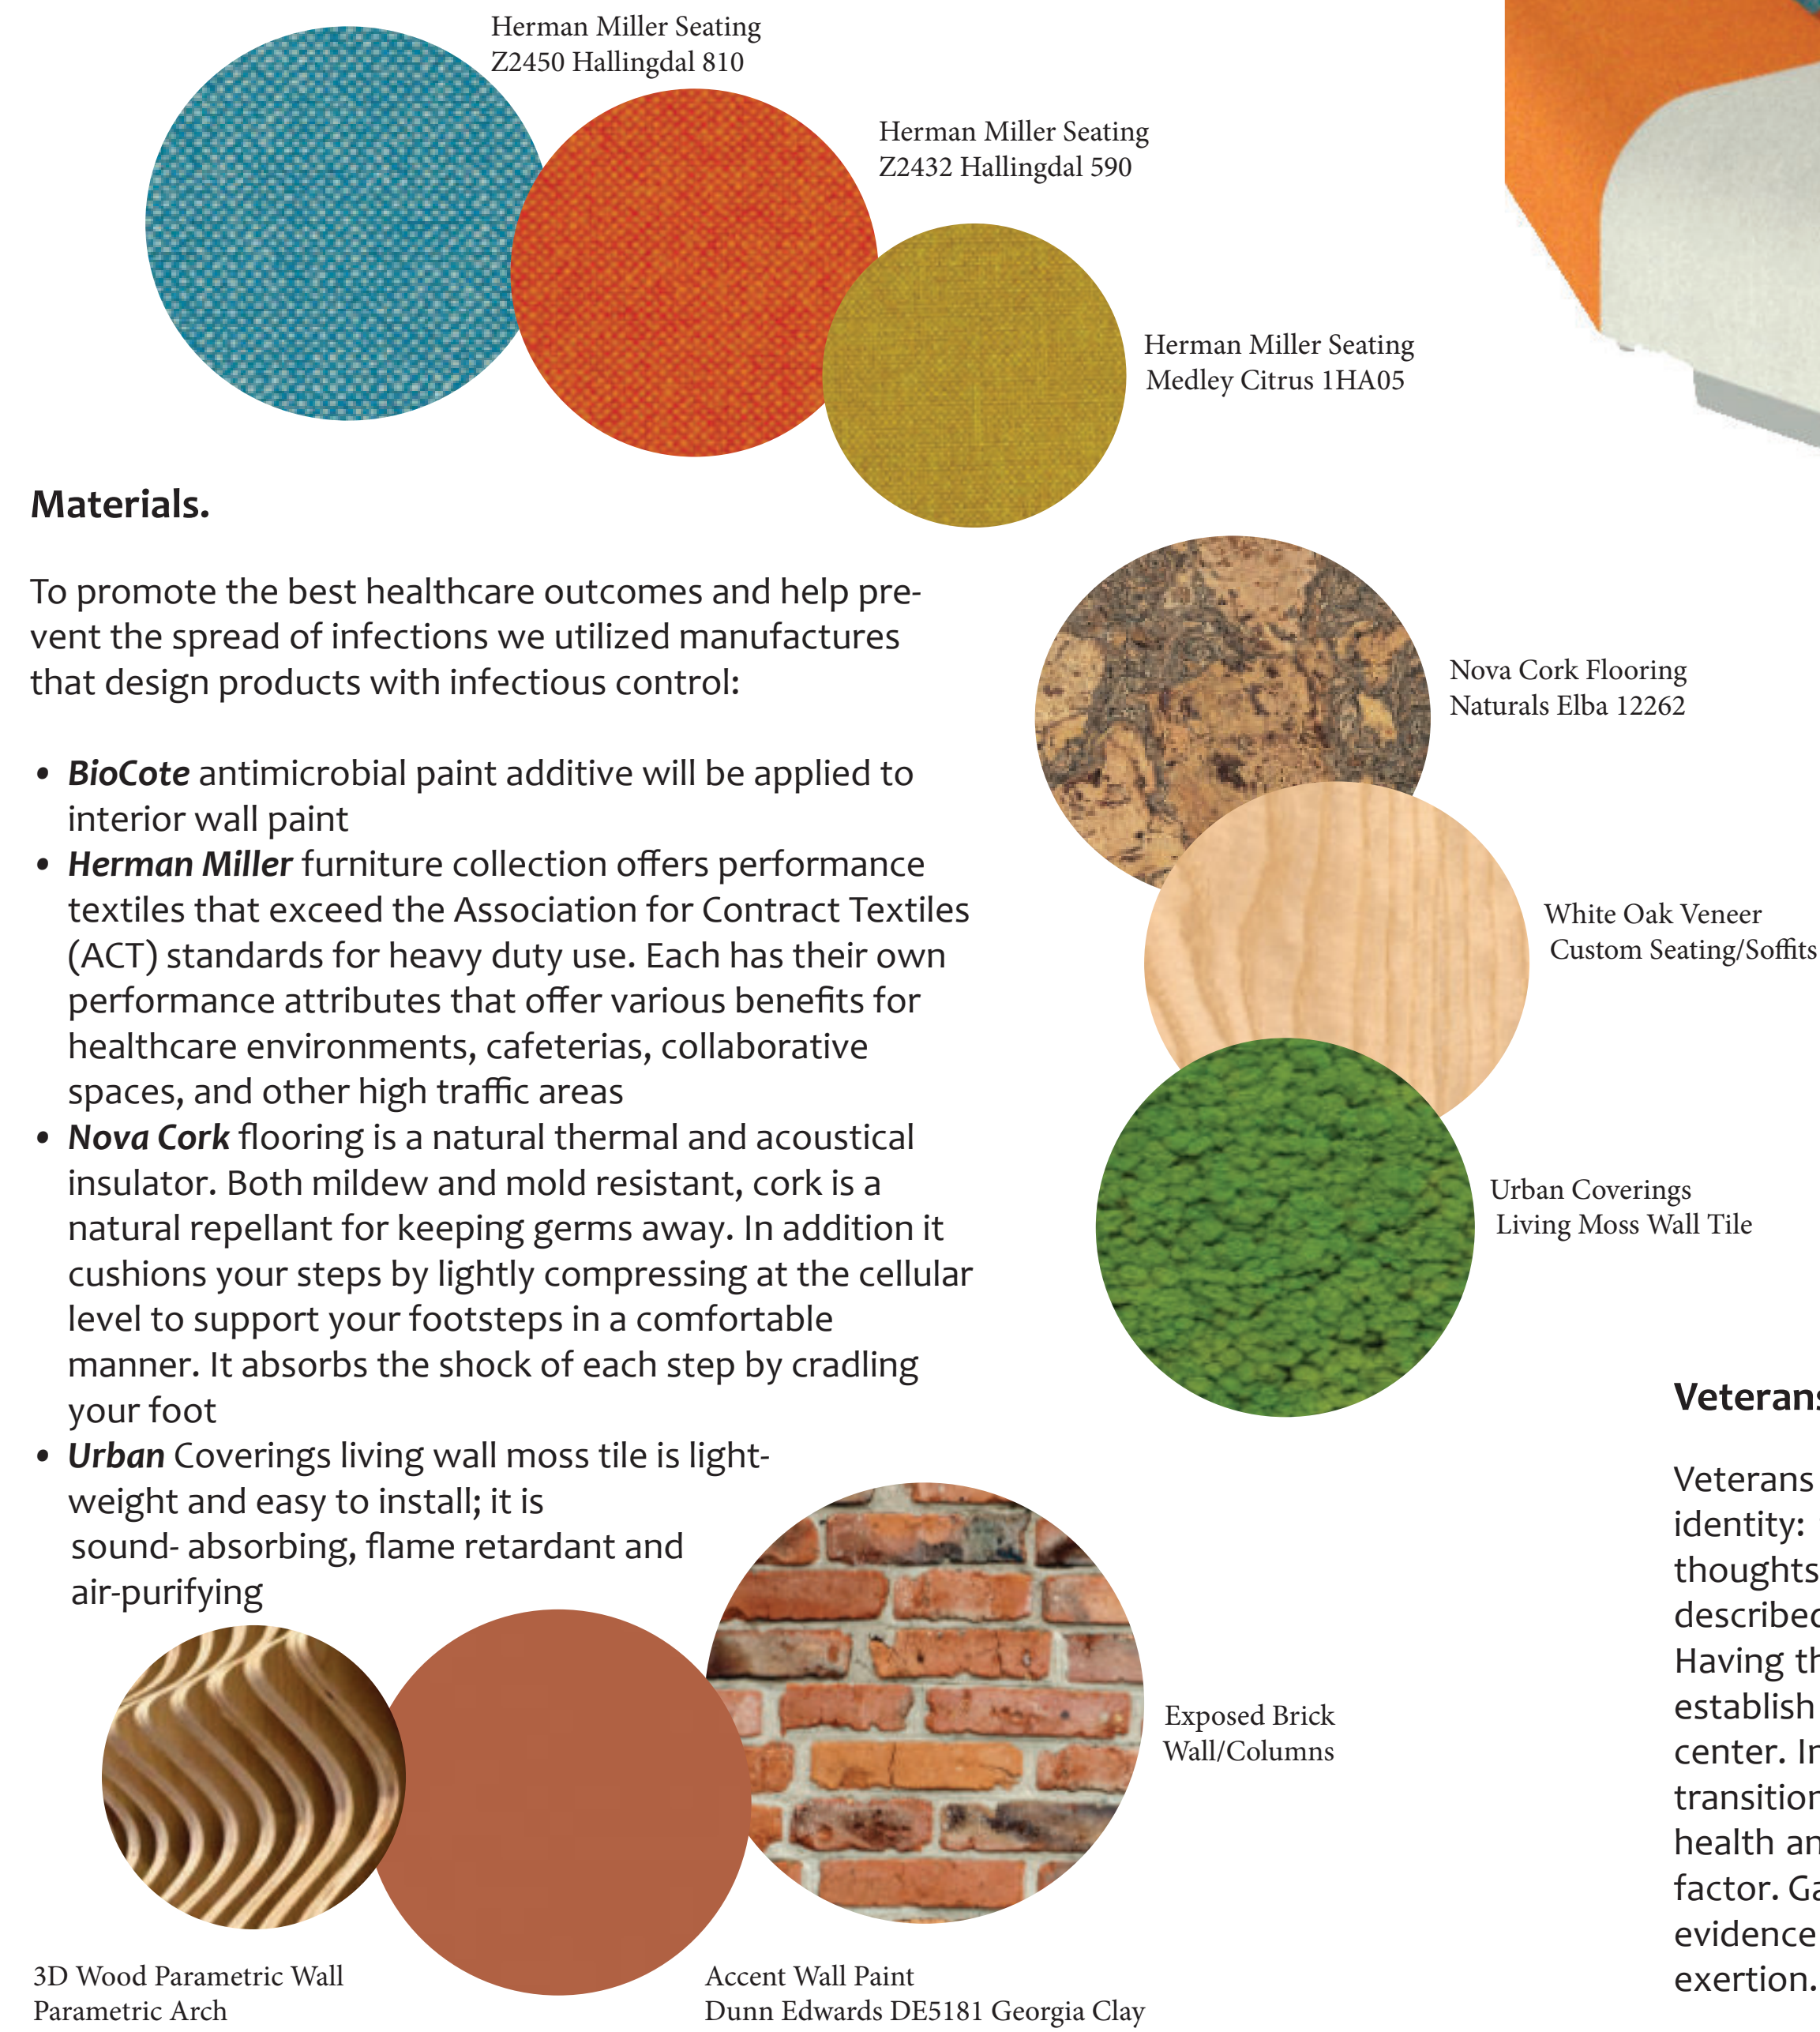 Herman Miller Seating
Z2450 Hallingdal 810
Herman Miller Seating
Z2432 Hallingdal 590
Herman Miller Seating
Medley Citrus 1HA05
Materials.
To promote the best healthcare outcomes and help pre-
vent the spread of infections we utilized manufactures
that design products with infectious control:
• BioCote antimicrobial paint additive will be applied to
interior wall paint
• Herman Miller furniture collection offers performance
textiles that exceed the Association for Contract Textiles
(ACT) standards for heavy duty use. Each has their own
performance attributes that offer various benefits for
healthcare environments, cafeterias, collaborative
spaces, and other high traffic areas
• Nova Cork flooring is a natural thermal and acoustical
insulator. Both mildew and mold resistant, cork is a
natural repellant for keeping germs away. In addition it
cushions your steps by lightly compressing at the cellular
level to support your footsteps in a comfortable
manner. It absorbs the shock of each step by cradling
your foot
• Urban Coverings living wall moss tile is light-
weight and easy to install; it is
sound- absorbing, flame retardant and
air-purifying
Nova Cork Flooring
Naturals Elba 12262
White Oak Veneer
Custom Seating/Soffits
Urban Coverings
Living Moss Wall Tile
Exposed Brick
Wall/Columns
3D Wood Parametric Wall
Parametric Arch
Accent Wall Paint
Dunn Edwards DE5181 Georgia Clay
Veterans
Veterans
identity:
thoughts
described
Having
establish
center.
transition
health
factor.
evidence
exertion.